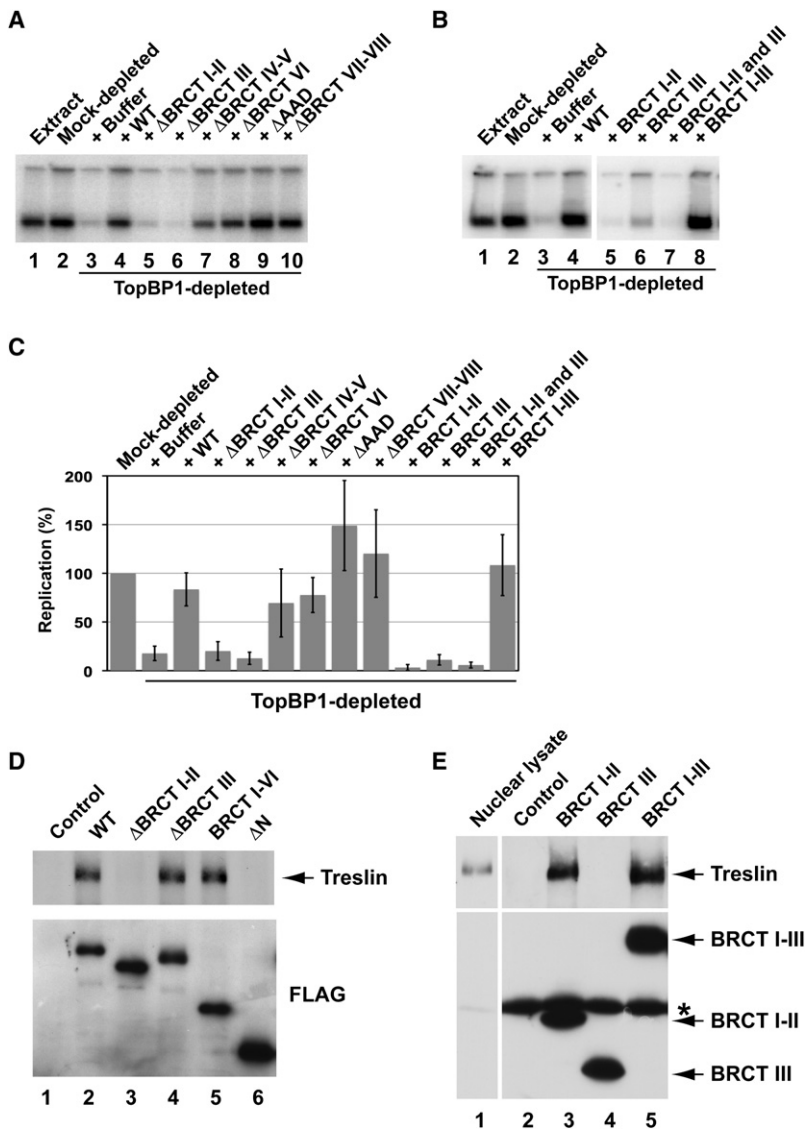 A
Extract
Mock-depleted
+ Buffer
+ WT
+ ΔBRCT I-II
+ ΔBRCT III
+ ΔBRCT IV-V
+ ΔBRCT VI
+ ΔAAD
+ ΔBRCT VII-VIII
1 2 3 4 5 6 7 8 9 10
TopBP1-depleted
B
Extract
Mock-depleted
+ Buffer
+ WT
+ BRCT I-II
+ BRCT III
+ BRCT I-II and III
+ BRCT I-III
1 2 3 4 5 6 7 8
TopBP1-depleted
C
Mock-depleted
+ Buffer
+ WT
+ ΔBRCT I-II
+ ΔBRCT III
+ ΔBRCT IV-V
+ ΔBRCT VI
+ ΔAAD
+ ΔBRCT VII-VIII
+ BRCT I-II
+ BRCT III
+ BRCT I-II and III
+ BRCT I-III
Replication (%)
200
150
100
50
0
TopBP1-depleted
D
Control
WT
ΔBRCT I-II
ΔBRCT III
BRCT I-VI
ΔN
Treslin
FLAG
1 2 3 4 5 6
E
Nuclear lysate
Control
BRCT I-II
BRCT III
BRCT I-III
Treslin
BRCT I-III
*
BRCT I-II
BRCT III
1 2 3 4 5